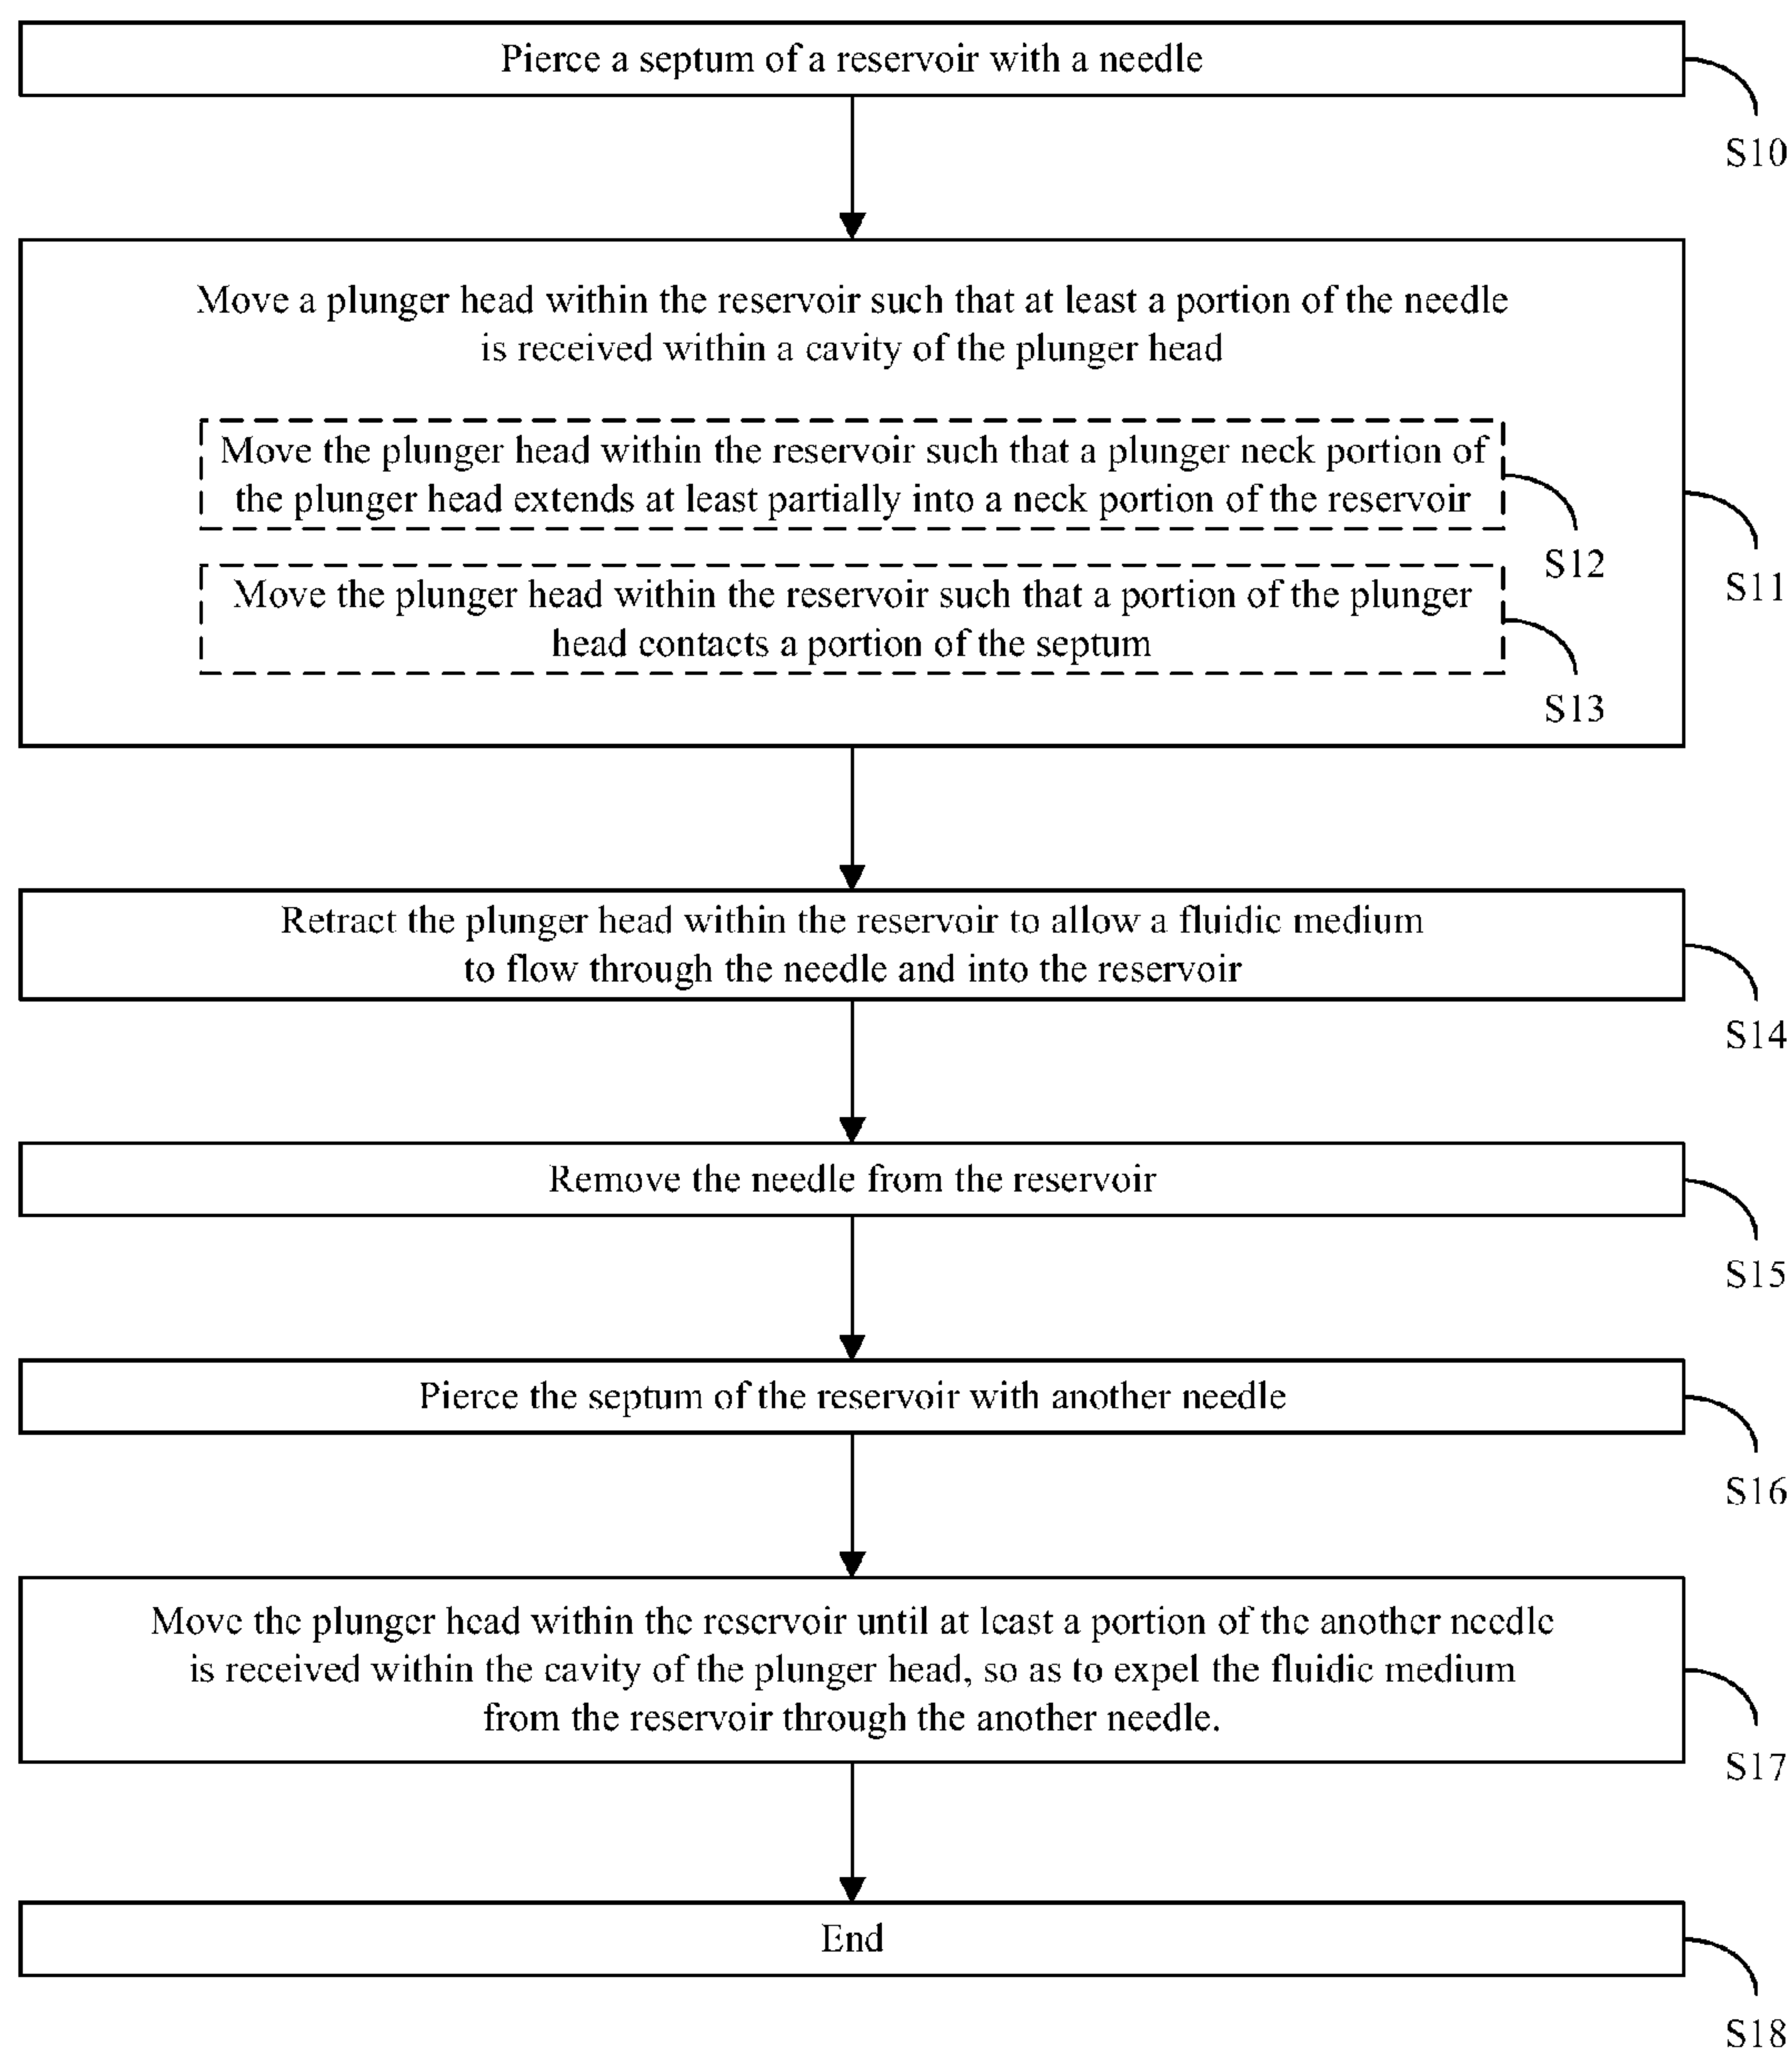 Pierce a septum of a reservoir with a needle
S10
Move a plunger head within the reservoir such that at least a portion of the needle
is received within a cavity of the plunger head
Move the plunger head within the reservoir such that a plunger neck portion of
the plunger head extends at least partially into a neck portion of the reservoir
S12
S11
Move the plunger head within the reservoir such that a portion of the plunger
head contacts a portion of the septum
S13
Retract the plunger head within the reservoir to allow a fluidic medium
to flow through the needle and into the reservoir
S14
Remove the needle from the reservoir
S15
Pierce the septum of the reservoir with another needle
S16
Move the plunger head within the reservoir until at least a portion of the another needle
is received within the cavity of the plunger head, so as to expel the fluidic medium
from the reservoir through the another needle.
S17
End
S18